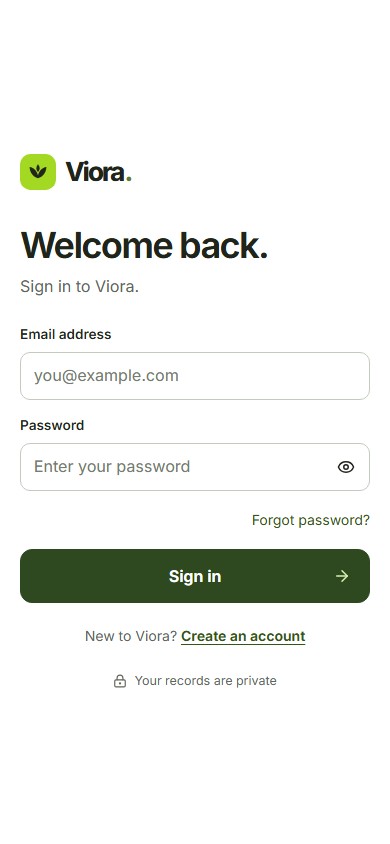 Viora.
Welcome back.
Sign in to Viora.
Email address
you@example.com
Password
Enter your password
Forgot password?
Sign in
New to Viora? Create an account
Your records are private